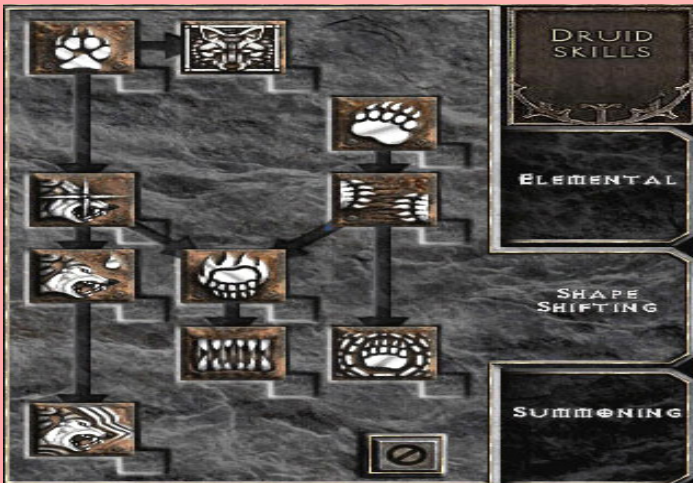 DRUID
SKILLS
ELEMENTAL
SHAPE
SHIFTING
SUMMONING